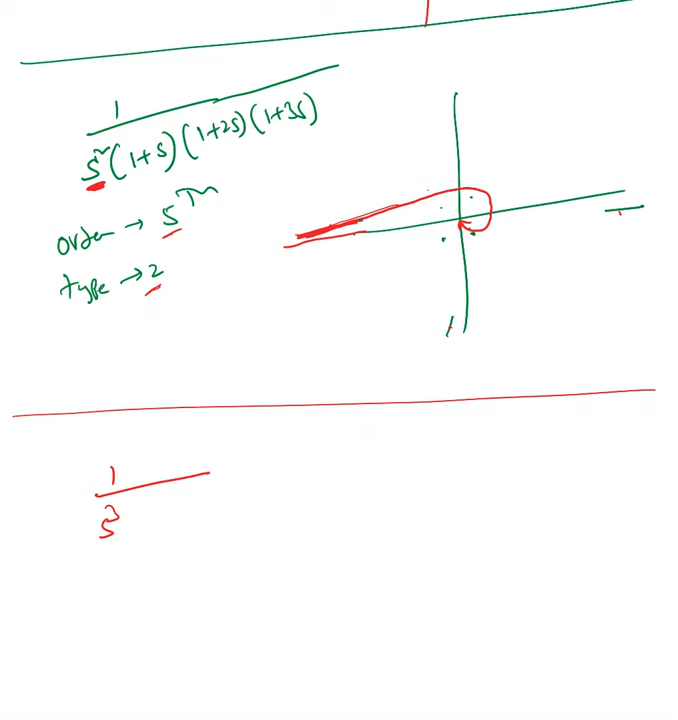 1
s²(1+s)(1+2s)(1+3s)
order → 5Th
type → 2
1
s³